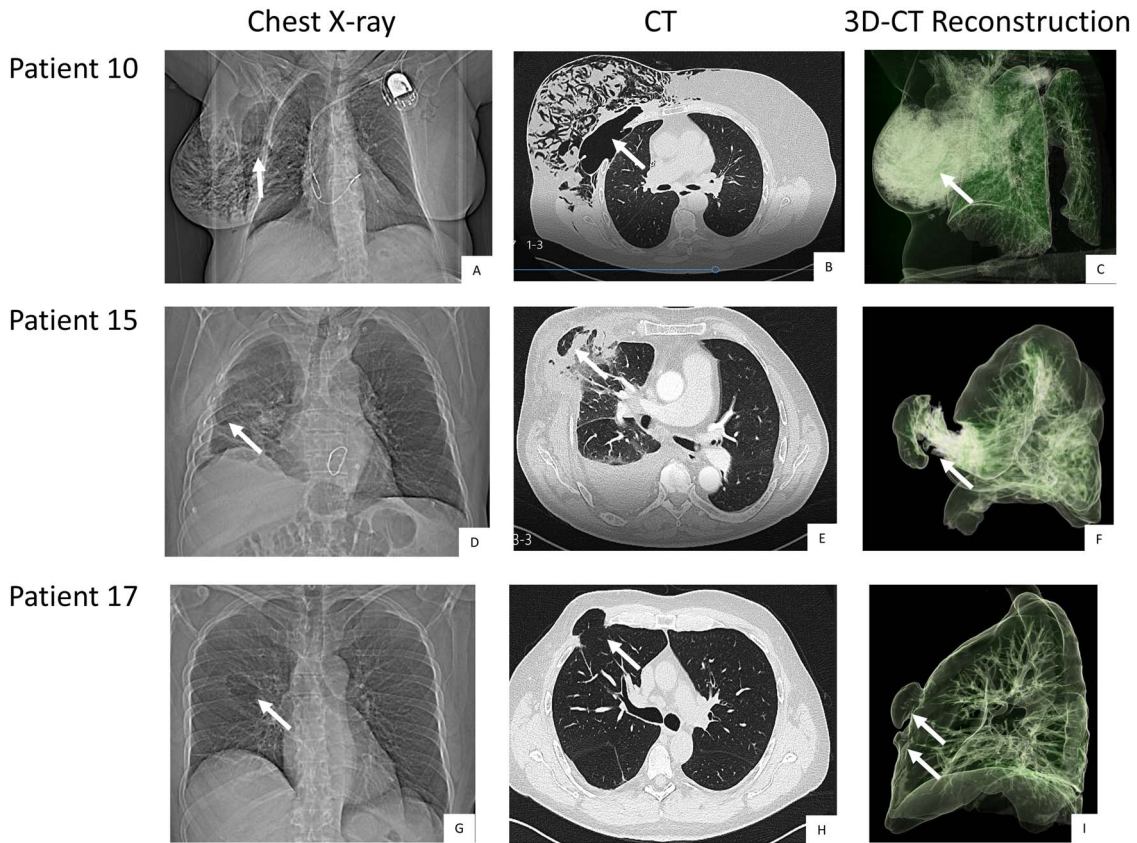 Chest X-ray CT 3D-CT Reconstruction
Patient 10
A
1-3
B
C
Patient 15
D
3-3
E
F
Patient 17
G
H
I